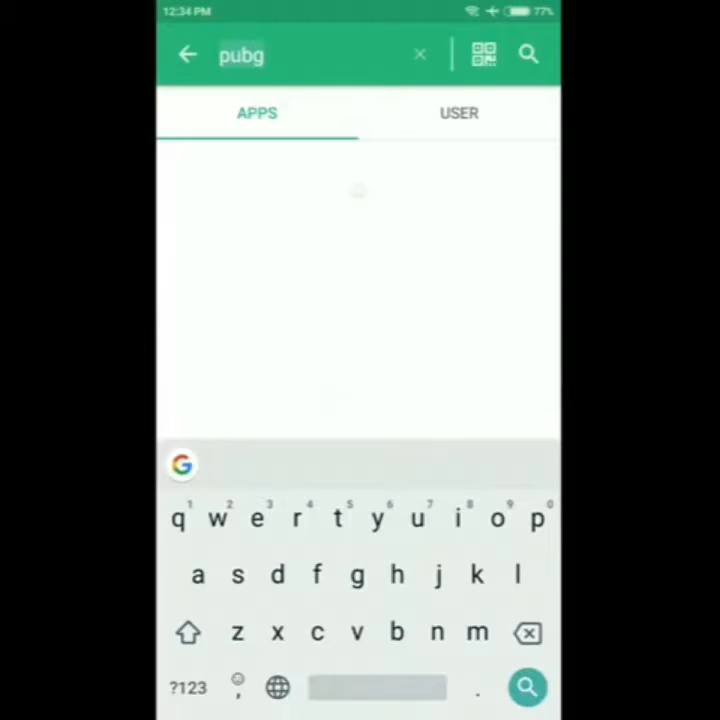 12:34 PM 77%
pubg
APPS USER
G
1 2 3 4 5 6 7 8 9 0
q w e r t y u i o p
a s d f g h j k l
z x c v b n m
?123 , .